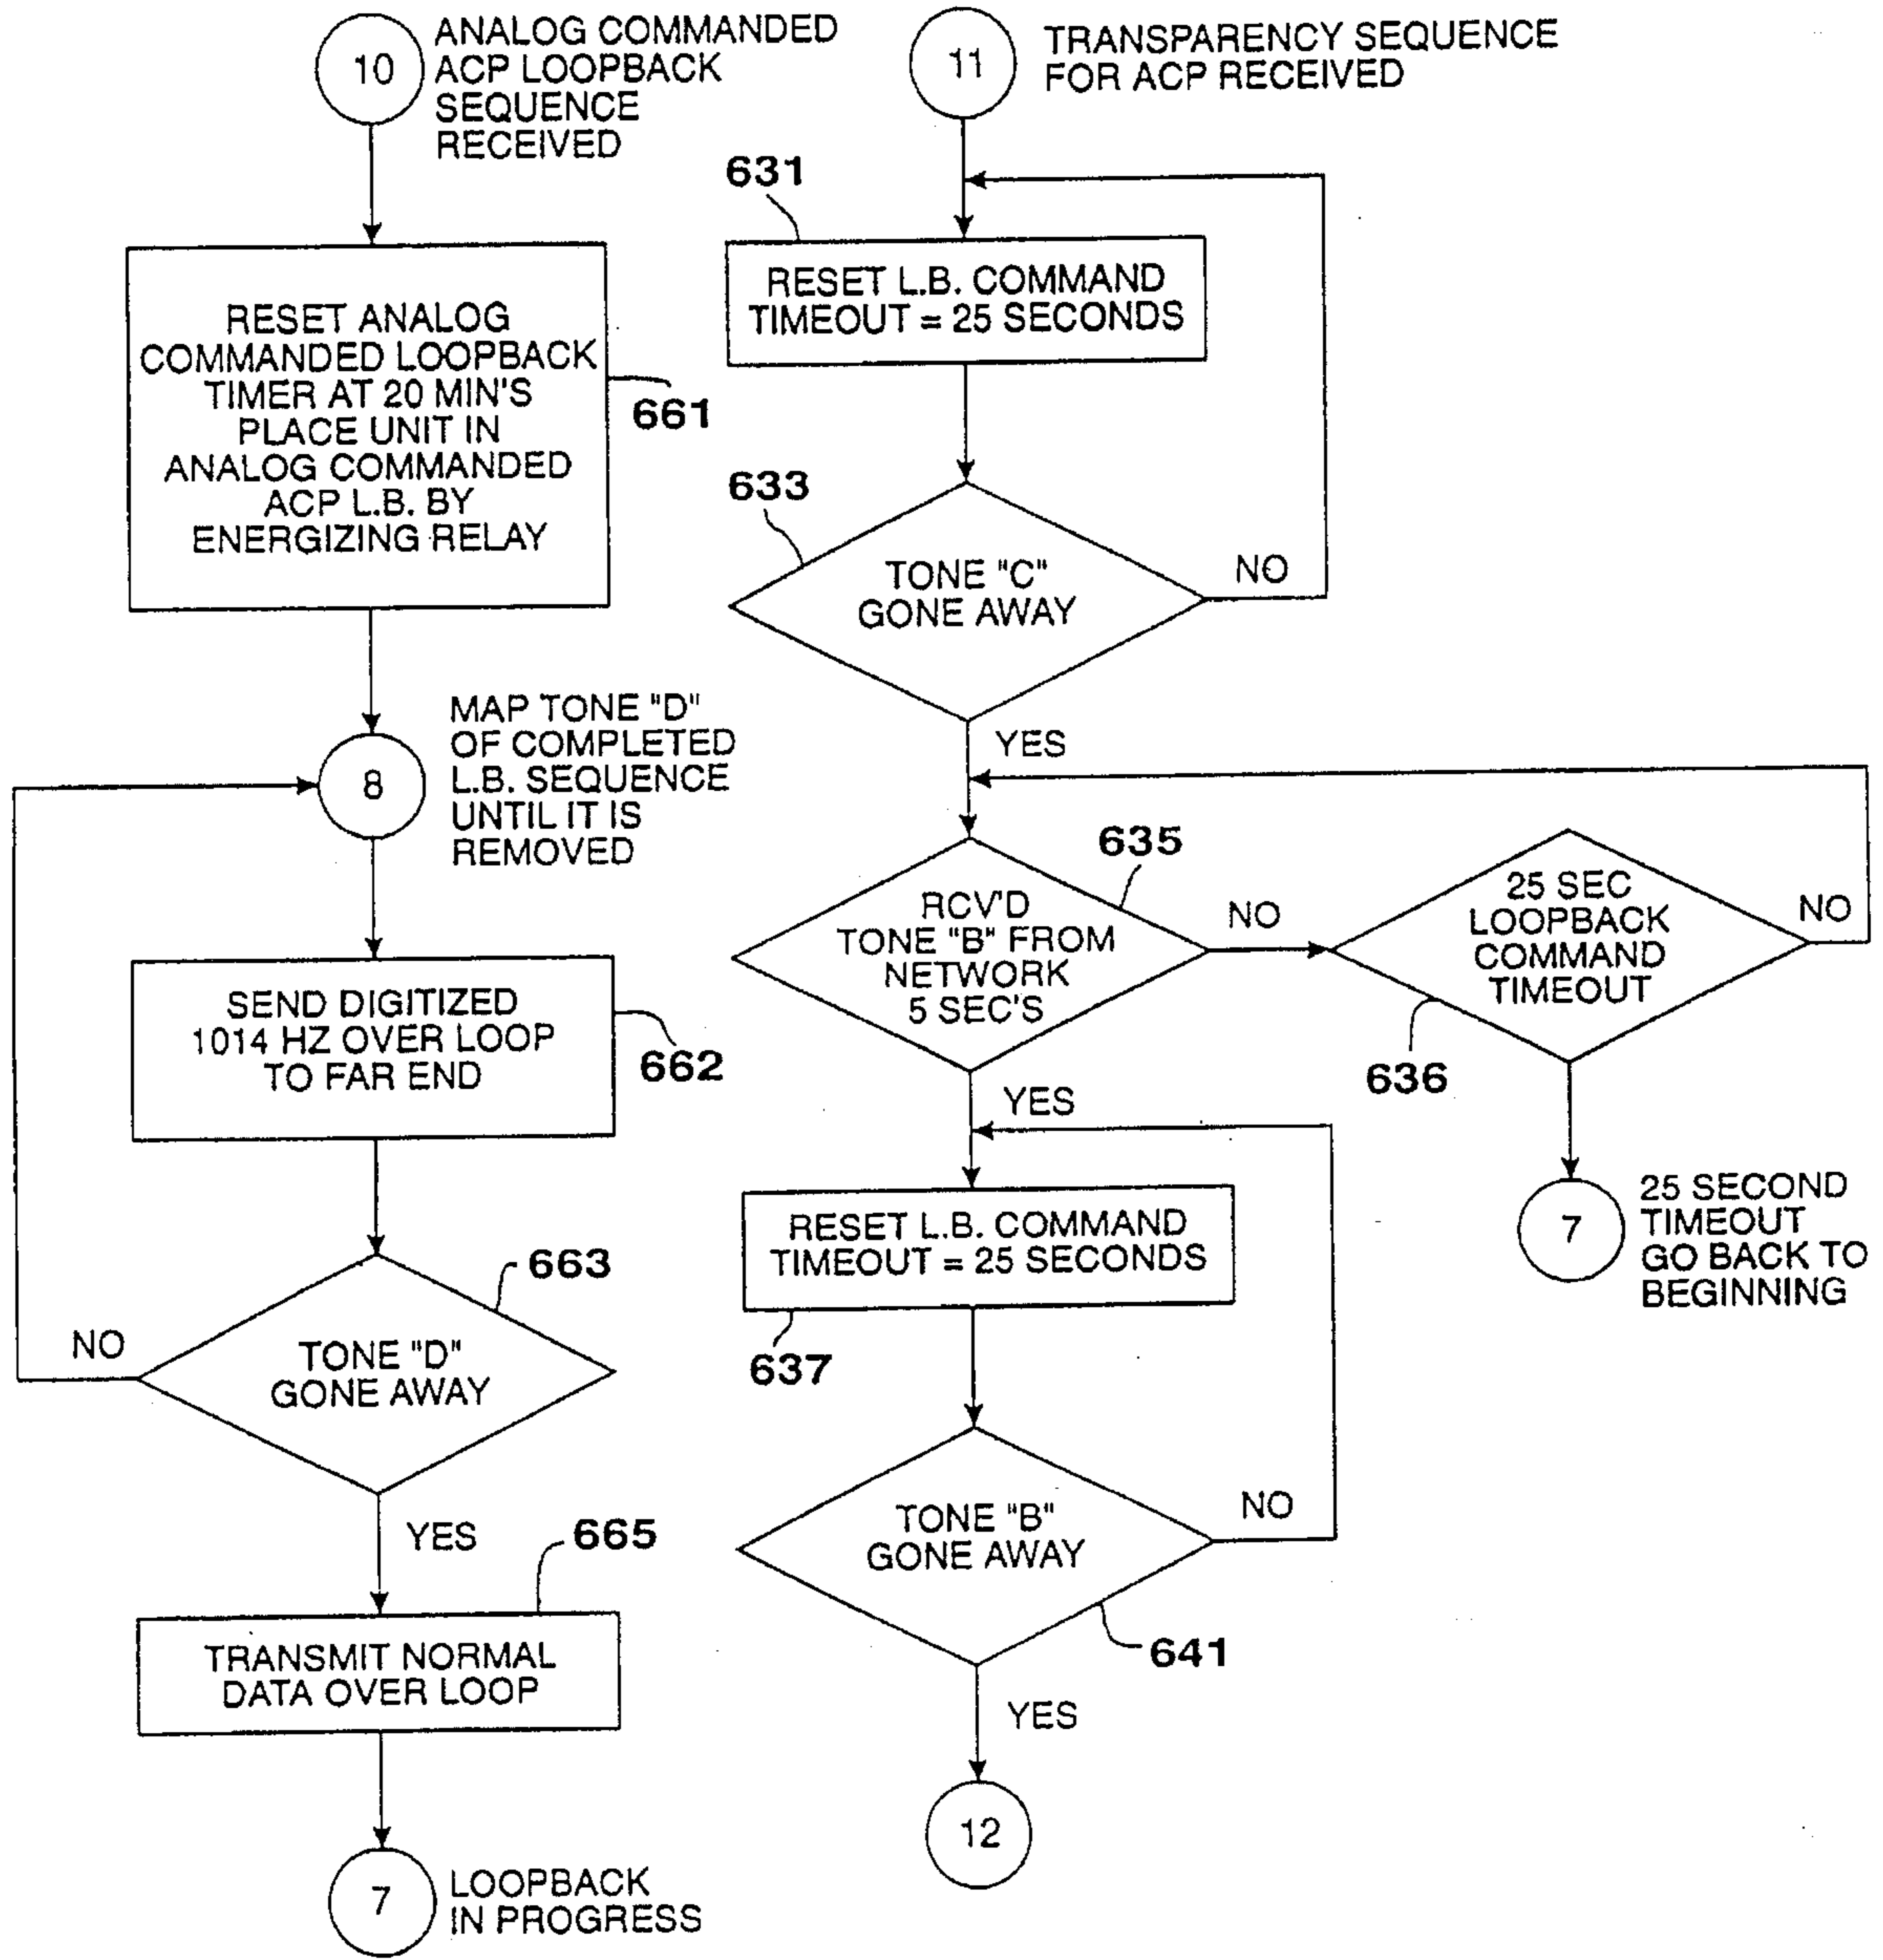 10
ANALOG COMMANDED
ACP LOOPBACK
SEQUENCE
RECEIVED
RESET ANALOG
COMMANDED LOOPBACK
TIMER AT 20 MIN'S
PLACE UNIT IN
ANALOG COMMANDED
ACP L.B. BY
ENERGIZING RELAY
661
8
MAP TONE "D"
OF COMPLETED
L.B. SEQUENCE
UNTIL IT IS
REMOVED
SEND DIGITIZED
1014 HZ OVER LOOP
TO FAR END
662
663
TONE "D"
GONE AWAY
NO
YES
665
TRANSMIT NORMAL
DATA OVER LOOP
7
LOOPBACK
IN PROGRESS
11
TRANSPARENCY SEQUENCE
FOR ACP RECEIVED
631
RESET L.B. COMMAND
TIMEOUT = 25 SECONDS
633
TONE "C"
GONE AWAY
NO
YES
635
RCV'D
TONE "B" FROM
NETWORK
5 SEC'S
NO
25 SEC
LOOPBACK
COMMAND
TIMEOUT
NO
636
7
25 SECOND
TIMEOUT
GO BACK TO
BEGINNING
YES
RESET L.B. COMMAND
TIMEOUT = 25 SECONDS
637
TONE "B"
GONE AWAY
NO
641
YES
12